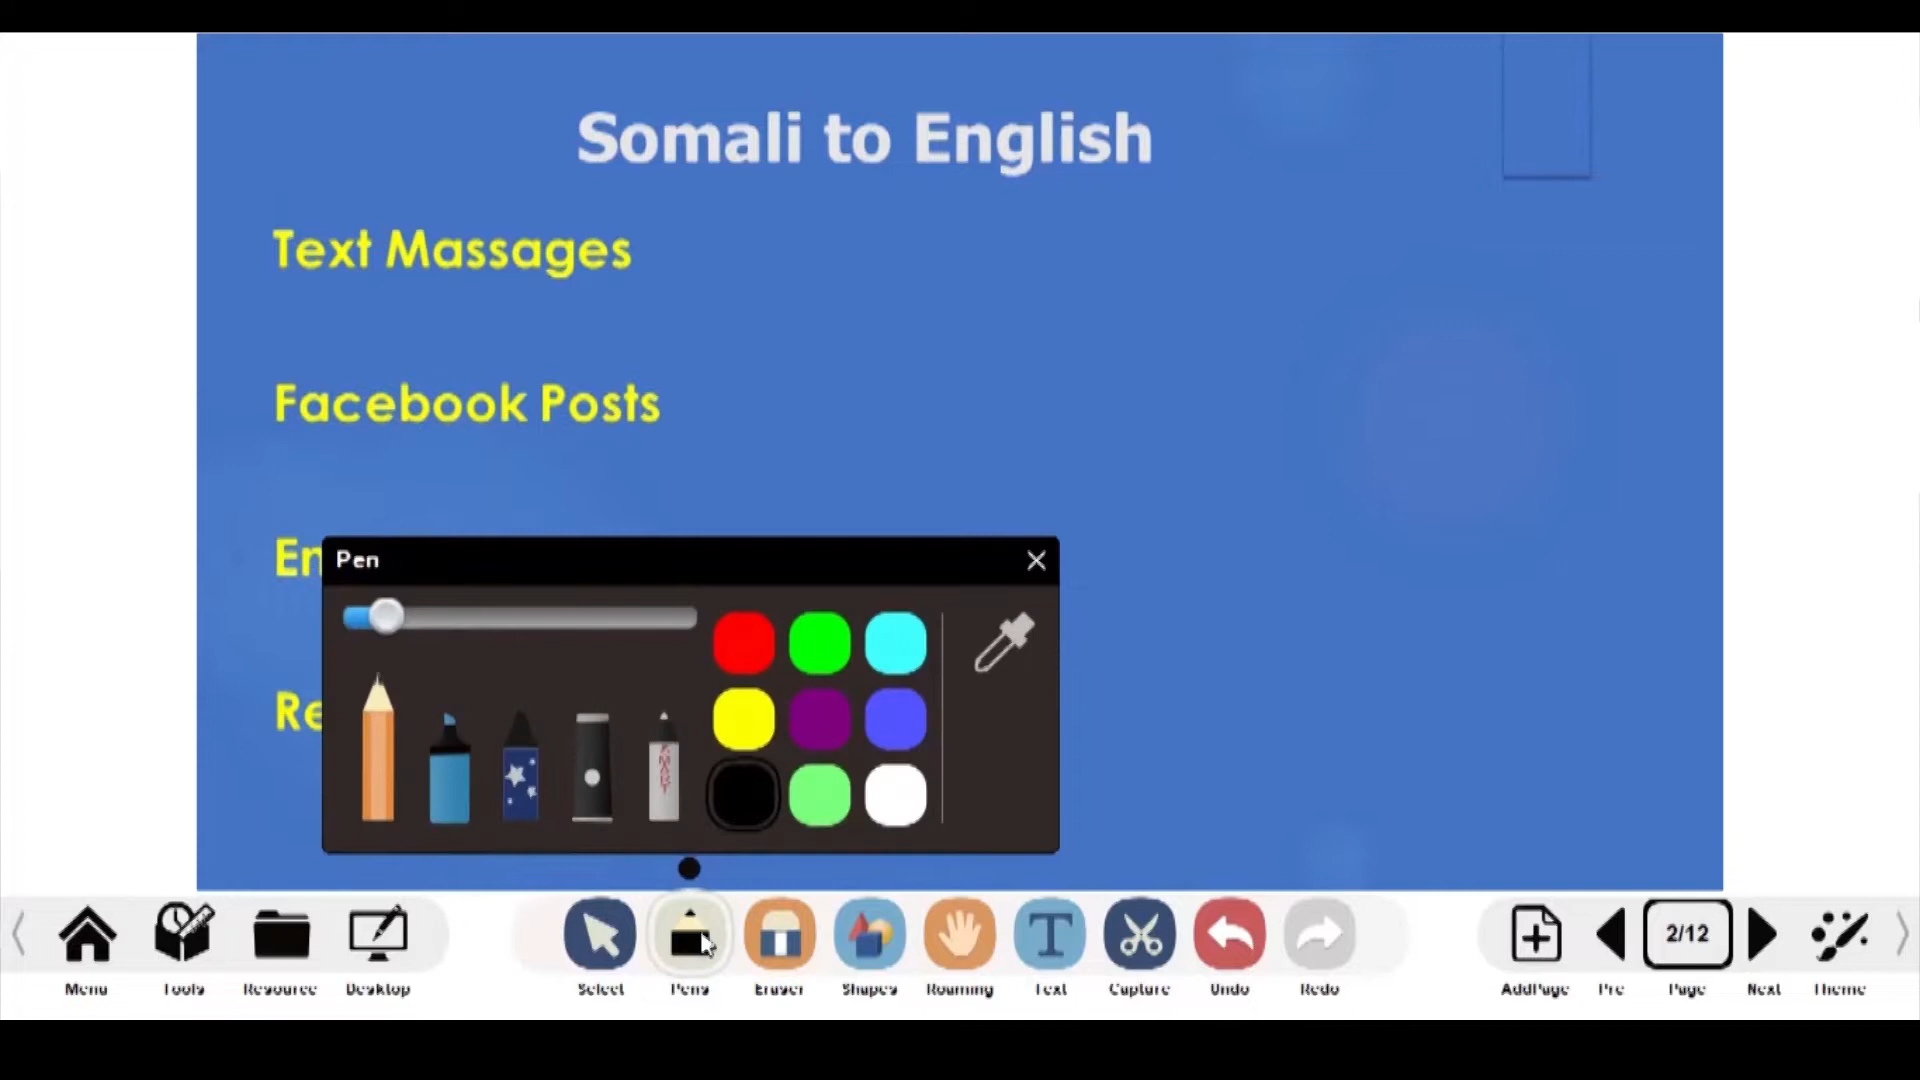 Somali to English
Text Massages
Facebook Posts
Pen
SMART
2/12
Menu Tools Resource Desktop Select Pens Eraser Shapes Roaming Text Capture Undo Redo AddPage Pre Page Next Theme